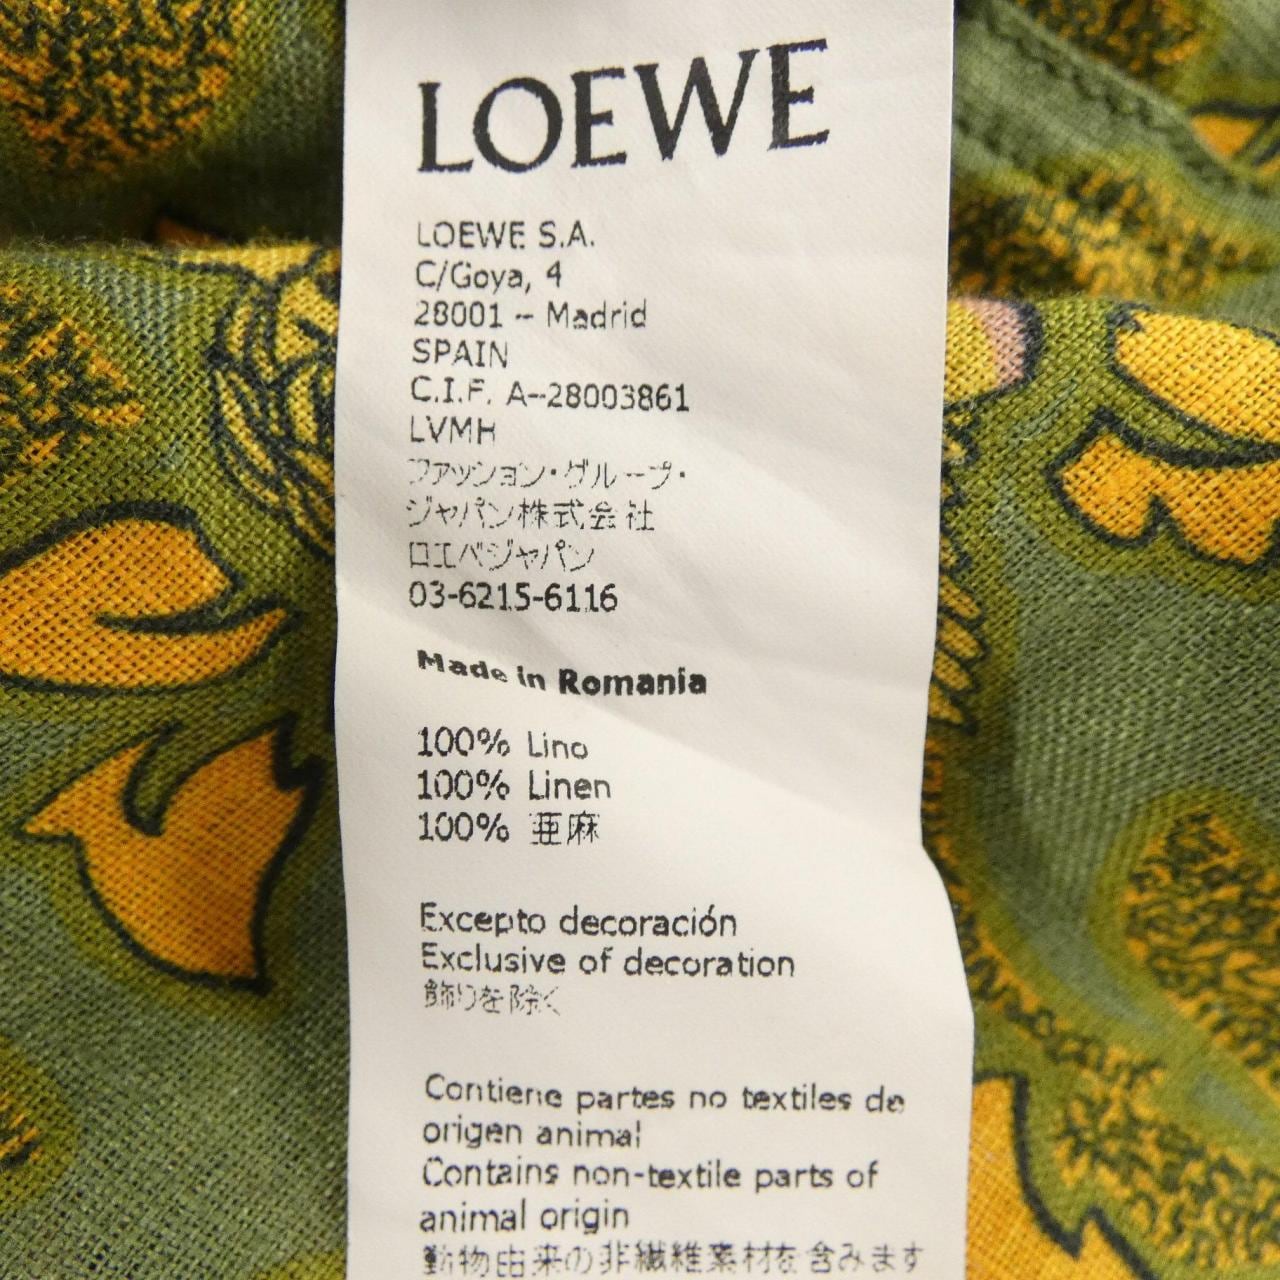 LOEWE
LOEWE S.A.
C/Goya, 4
28001 - Madrid
SPAIN
C.I.F. A-28003861
LVMH
ファッション・グループ・
ジャパン株式会社
ロエベジャパン
03-6215-6116
Made in Romania
100% Lino
100% Linen
100% 亜麻
Excepto decoración
Exclusive of decoration
飾りを除く
Contiene partes no textiles de
origen animal
Contains non-textile parts of
animal origin
動物由来の非繊維素材を含みます